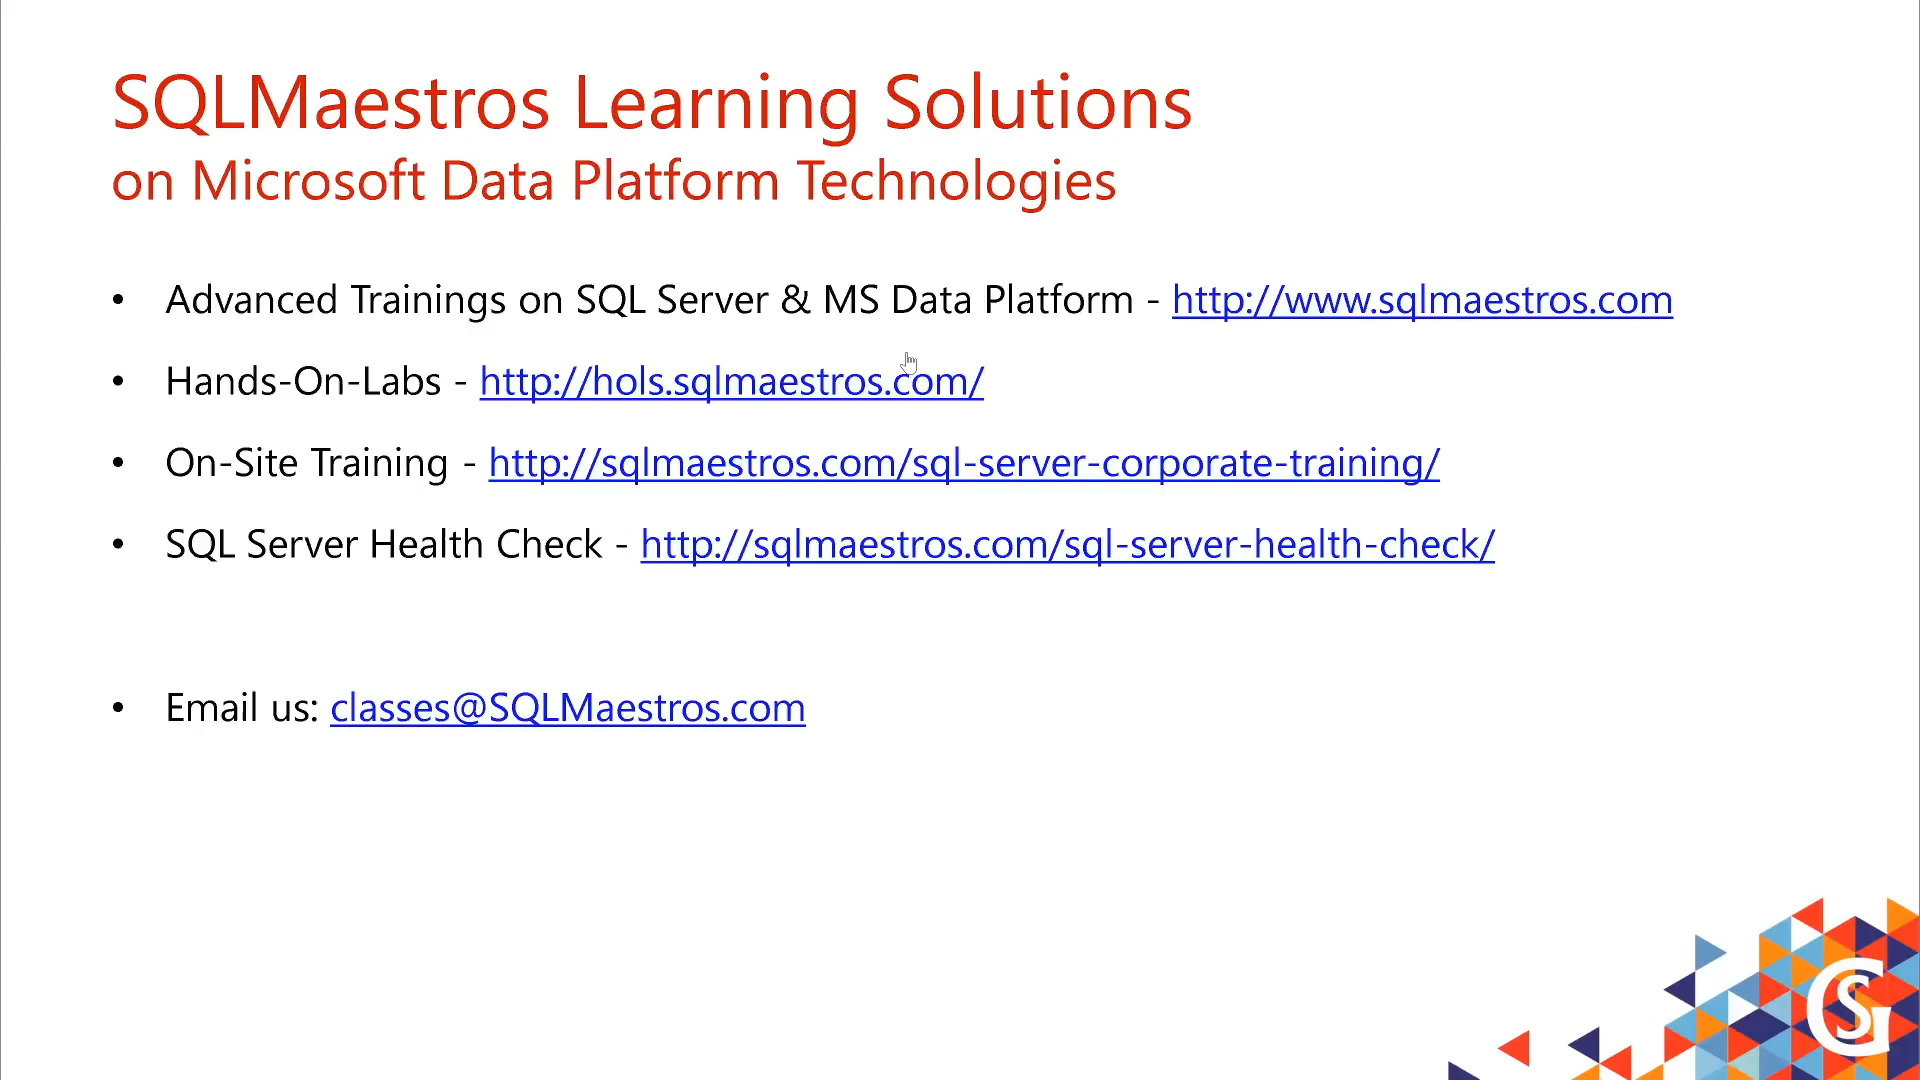 SQLMaestros Learning Solutions
on Microsoft Data Platform Technologies
• Advanced Trainings on SQL Server & MS Data Platform - http://www.sqlmaestros.com
• Hands-On-Labs - http://hols.sqlmaestros.com/
• On-Site Training - http://sqlmaestros.com/sql-server-corporate-training/
• SQL Server Health Check - http://sqlmaestros.com/sql-server-health-check/
• Email us: classes@SQLMaestros.com
GS